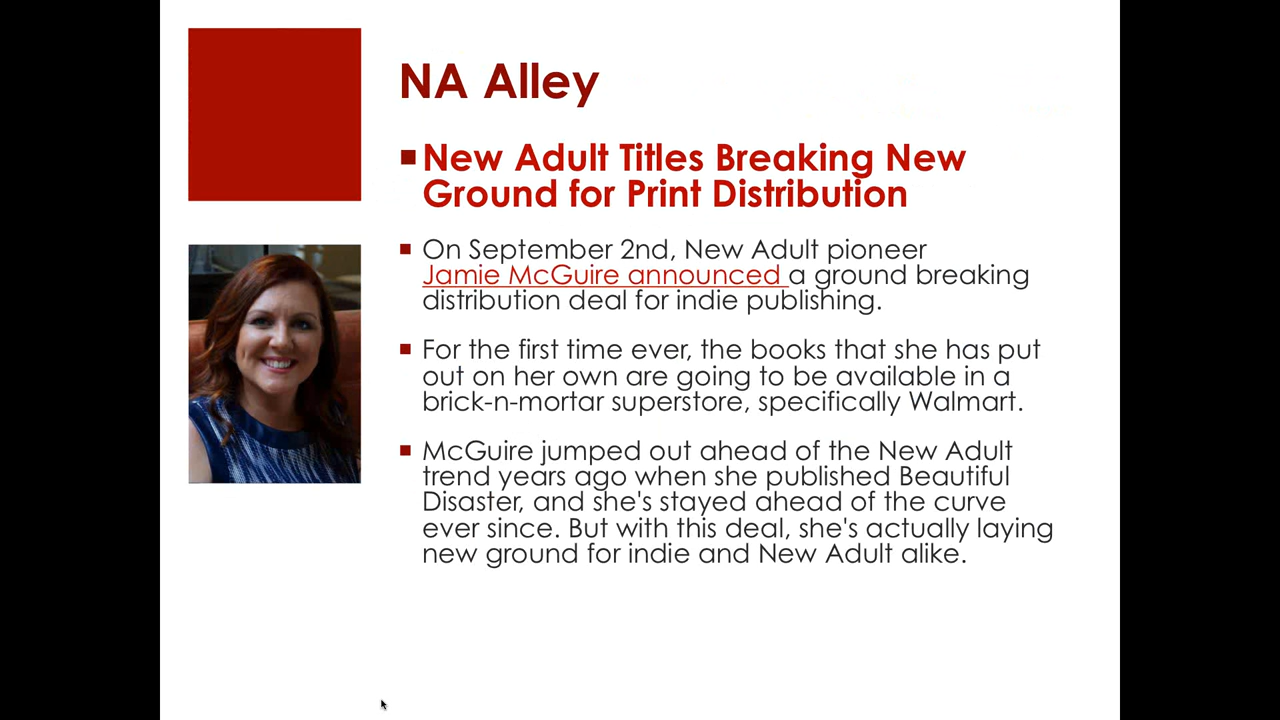 NA Alley
New Adult Titles Breaking New
Ground for Print Distribution
On September 2nd, New Adult pioneer
Jamie McGuire announced a ground breaking
distribution deal for indie publishing.
For the first time ever, the books that she has put
out on her own are going to be available in a
brick-n-mortar superstore, specifically Walmart.
McGuire jumped out ahead of the New Adult
trend years ago when she published Beautiful
Disaster, and she's stayed ahead of the curve
ever since. But with this deal, she's actually laying
new ground for indie and New Adult alike.